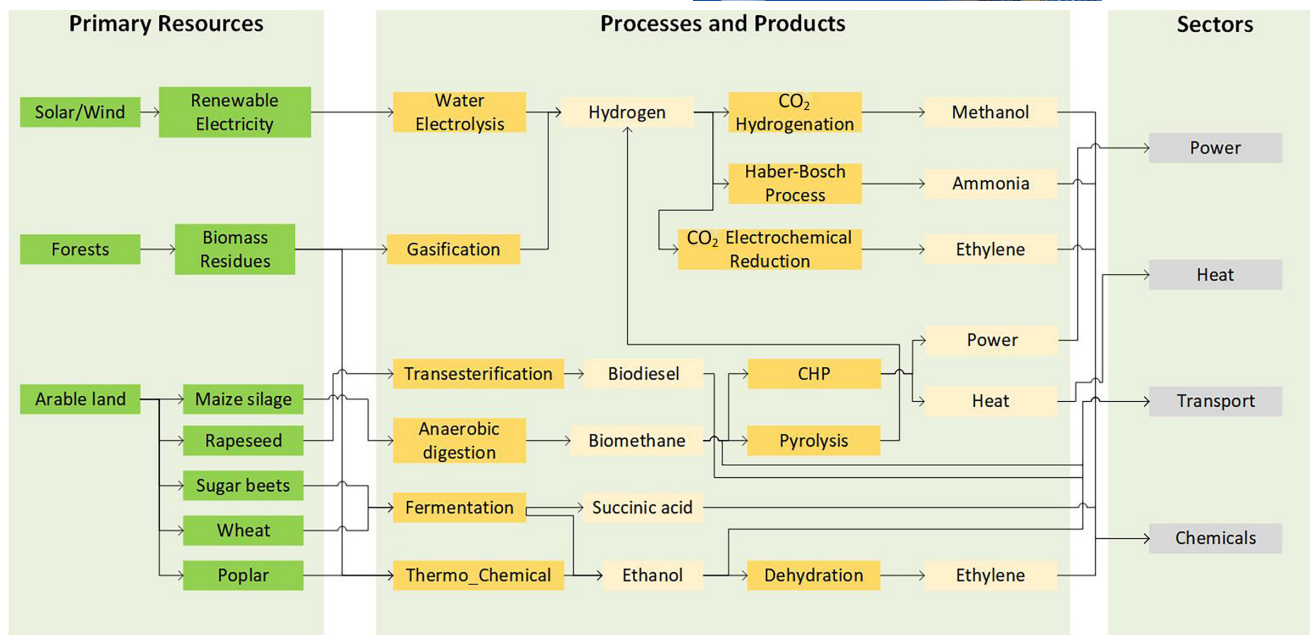 Primary Resources
Processes and Products
Sectors
Solar/Wind
Renewable
Electricity
Water
Electrolysis
Hydrogen
CO₂
Hydrogenation
Methanol
Power
Haber-Bosch
Process
Ammonia
Forests
Biomass
Residues
Gasification
CO₂ Electrochemical
Reduction
Ethylene
Heat
Power
Transesterification
Biodiesel
CHP
Arable land
Maize silage
Heat
Transport
Rapeseed
Anaerobic
digestion
Biomethane
Pyrolysis
Sugar beets
Fermentation
Succinic acid
Wheat
Chemicals
Poplar
Thermo_Chemical
Ethanol
Dehydration
Ethylene